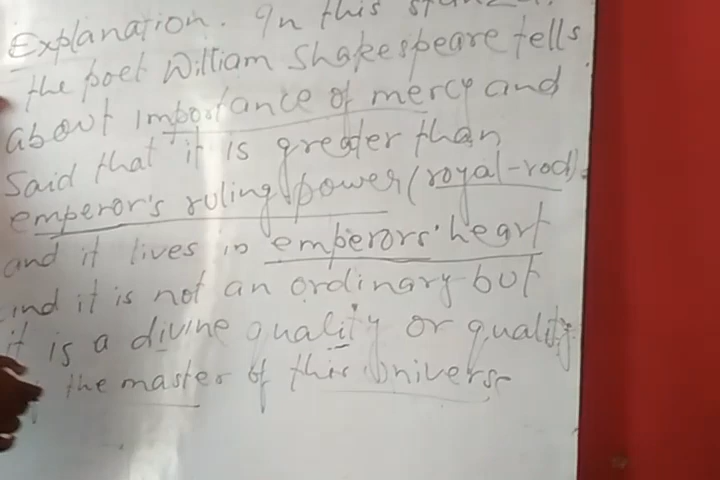 Explanation. In this stanza.
the poet William Shakespeare tells
about importance of mercy and
Said that it is greater than
emperor's ruling power (royal-rod).
and it lives in emperors' heart
and it is not an ordinary but
it is a divine quality or quality
the master of this Universe